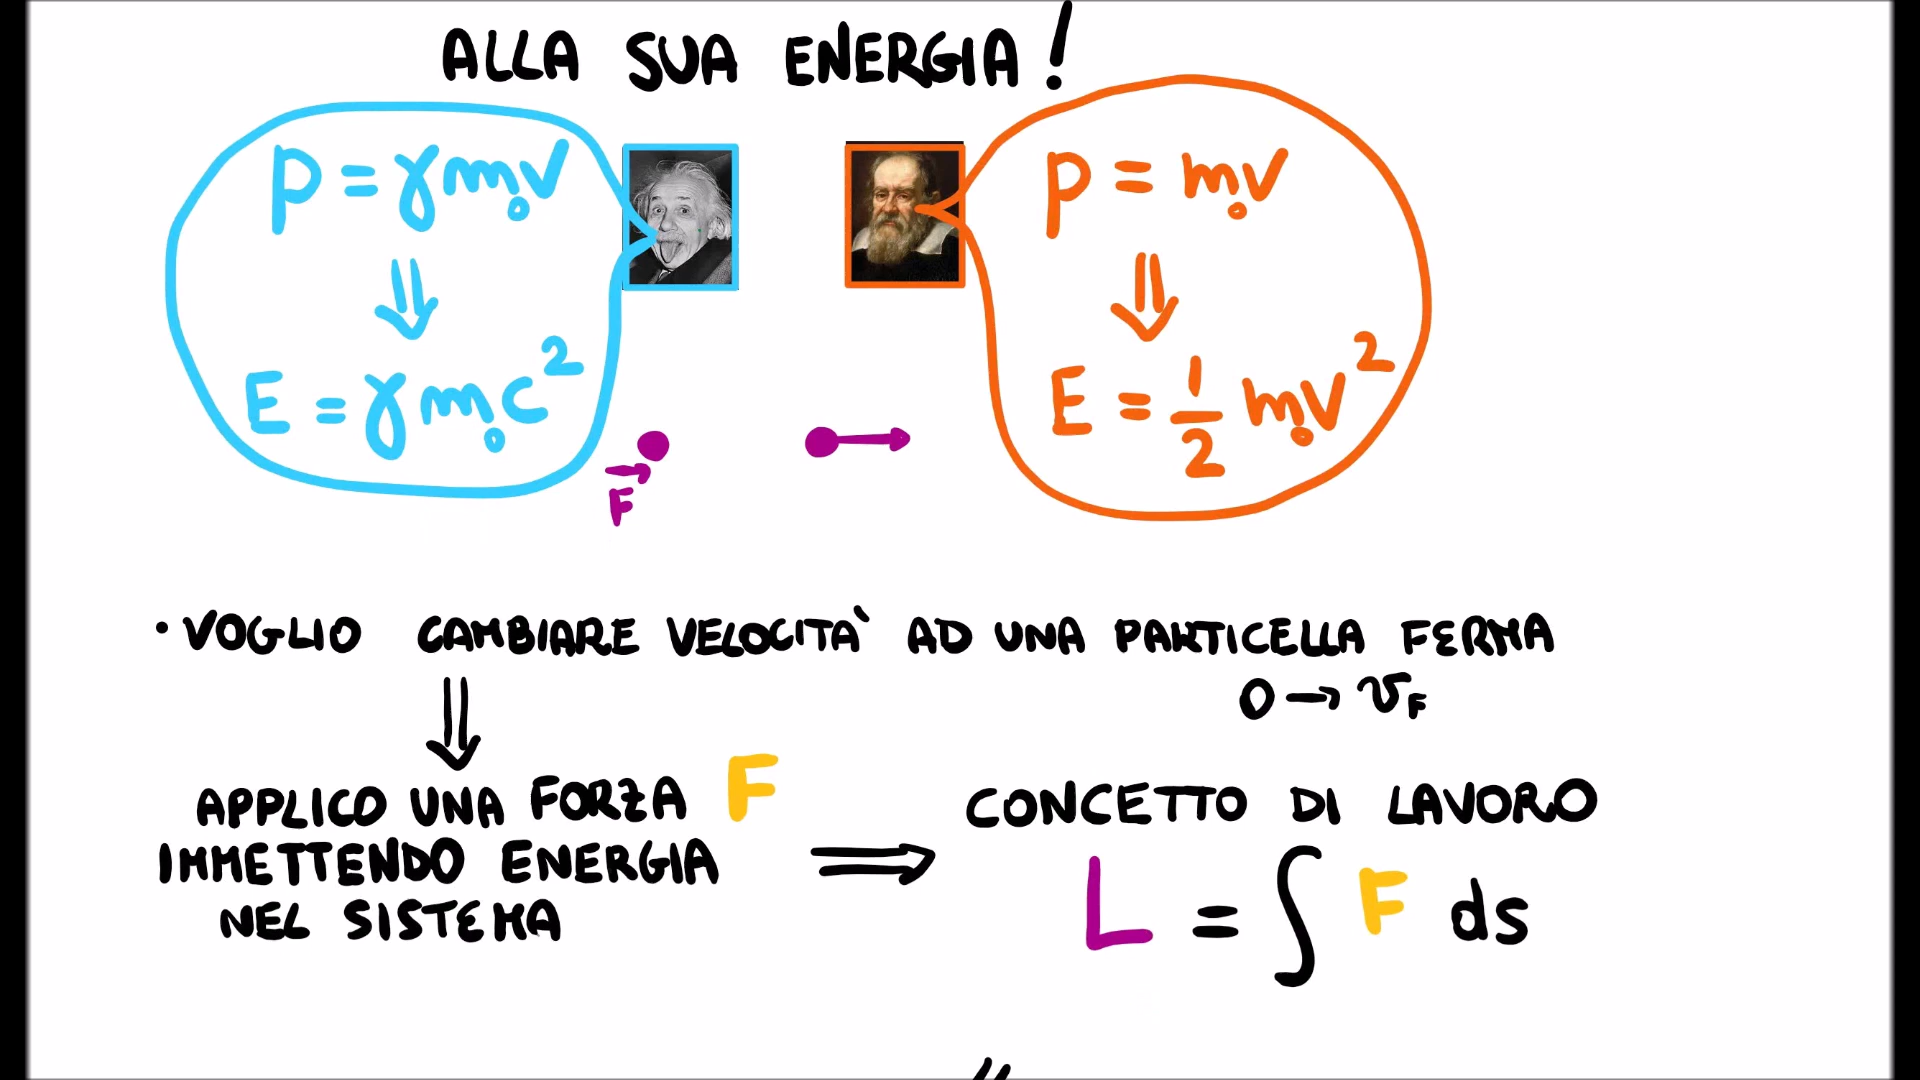 ALLA SUA ENERGIA!
p = γm₀v
⇓
E = γm₀c²
p = m₀v
⇓
E = 1/2 m₀v²
F
• VOGLIO CAMBIARE VELOCITA' AD UNA PARTICELLA FERMA
0 → v_F
⇓
APPLICO UNA FORZA F
IMMETTENDO ENERGIA
NEL SISTEMA
⇒
CONCETTO DI LAVORO
L = ∫ F ds